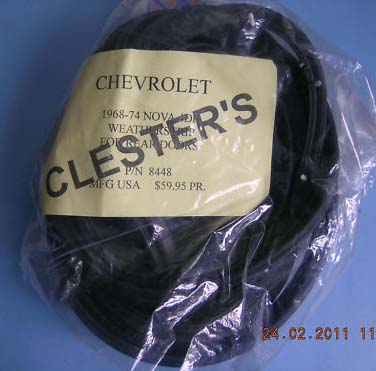 CHEVROLET
1968-74 NOVA 4DR
WEATHERSTRIP
FOR REAR DOORS
P/N 8448
MFG USA $59.95 PR.
CLESTER'S
24.02.2011 11